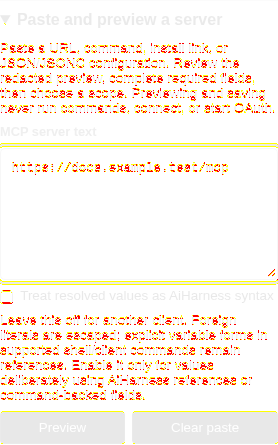 ▼ Paste and preview a server
Paste a URL, command, install link, or
JSON/JSONC configuration. Review the
redacted preview, complete required fields,
then choose a scope. Previewing and saving
never run commands, connect, or start OAuth.
MCP server text
https://docs.example.test/mcp
Treat resolved values as AiHarness syntax
Leave this off for another client. Foreign
literals are escaped; explicit variable forms in
supported shell/client commands remain
references. Enable it only for values
deliberately using AiHarness references or
command-backed fields.
Preview
Clear paste